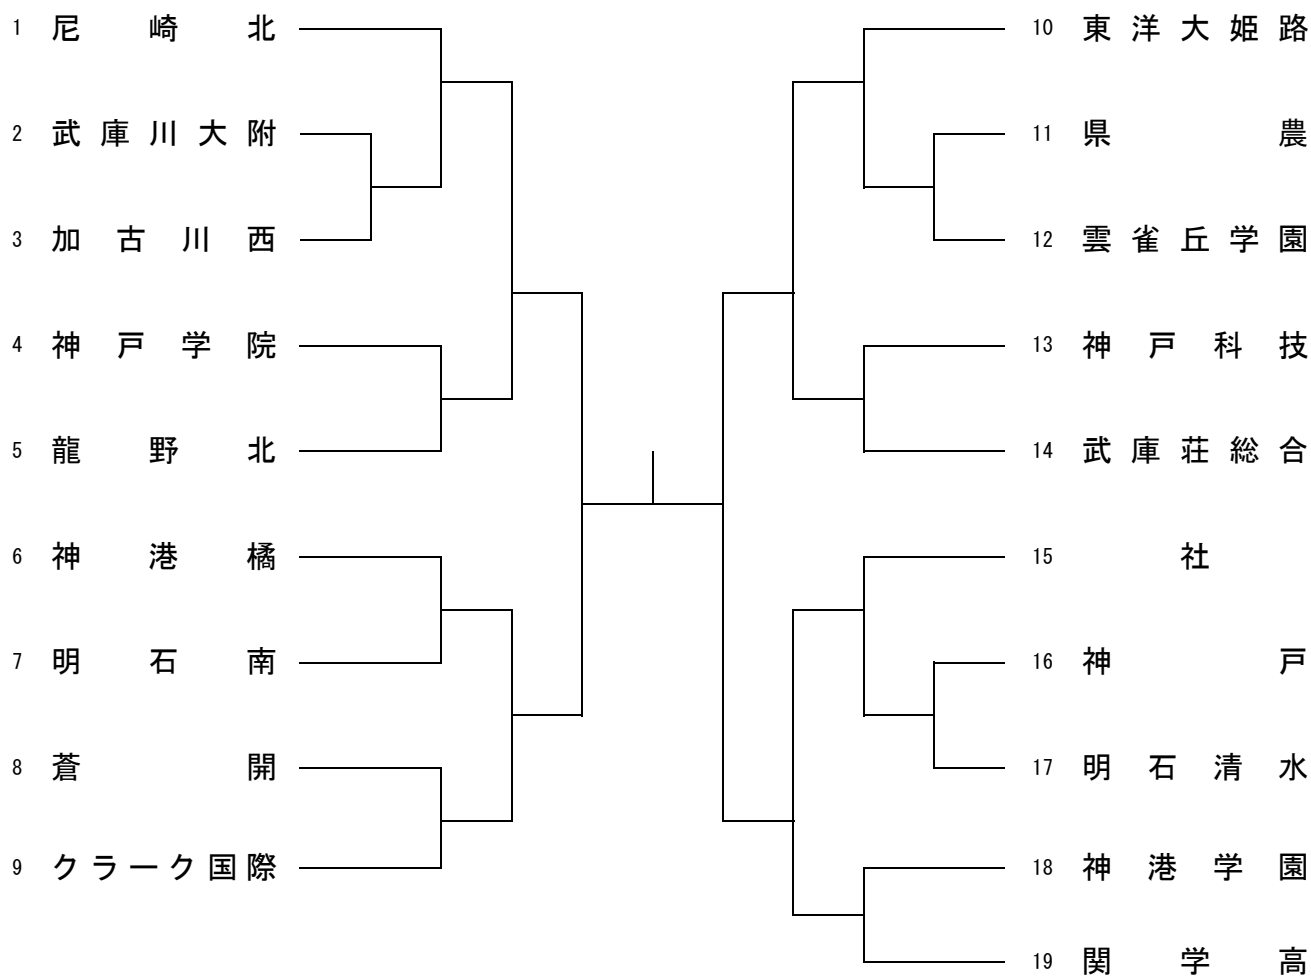 1 尼崎北
2 武庫川大附
3 加古川西
4 神戸学院
5 龍野北
6 神港橘
7 明石南
8 蒼開
9 クラーク国際
10 東洋大姫路
11 県農
12 雲雀丘学園
13 神戸科技
14 武庫荘総合
15 社
16 神戸
17 明石清水
18 神港学園
19 関学高